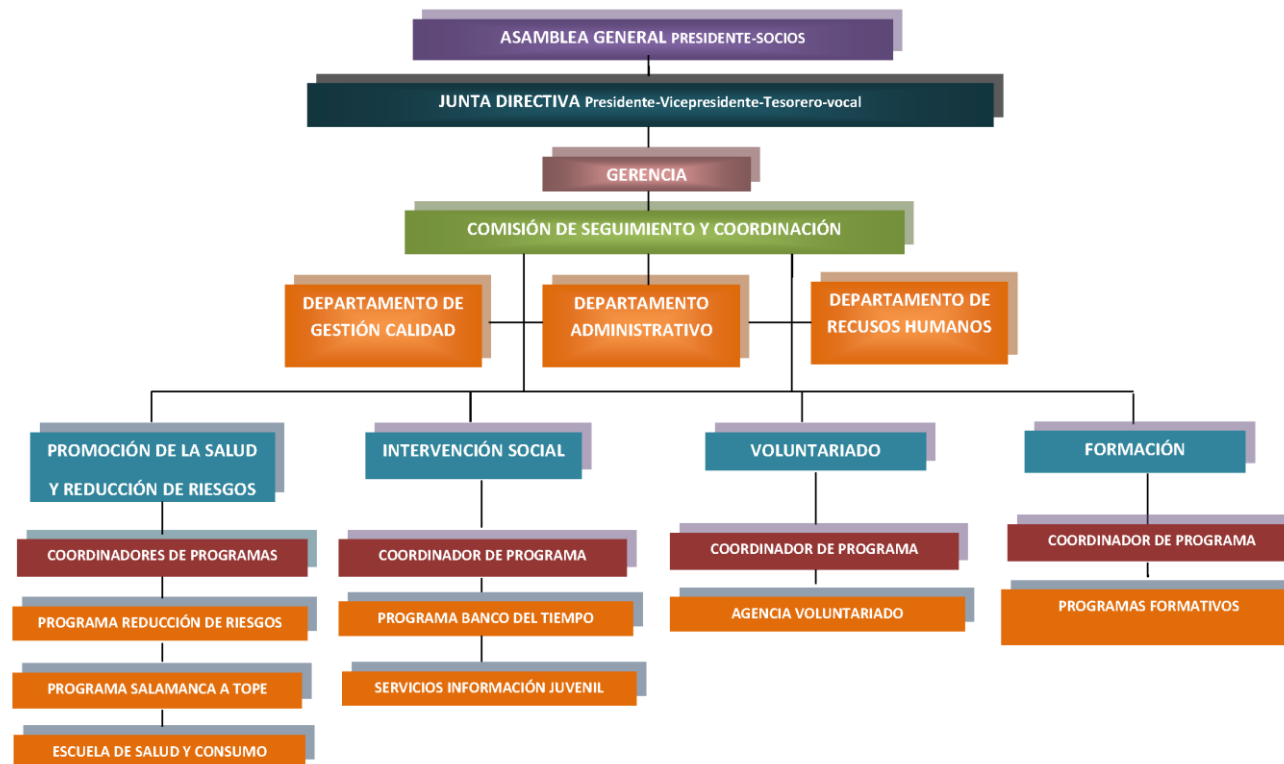 ASAMBLEA GENERAL PRESIDENTE-SOCIOS
JUNTA DIRECTIVA Presidente-Vicepresidente-Tesorero-vocal
GERENCIA
COMISIÓN DE SEGUIMIENTO Y COORDINACIÓN
DEPARTAMENTO DE
GESTIÓN CALIDAD
DEPARTAMENTO
ADMINISTRATIVO
DEPARTAMENTO DE
RECUSOS HUMANOS
PROMOCIÓN DE LA SALUD
Y REDUCCIÓN DE RIESGOS
COORDINADORES DE PROGRAMAS
PROGRAMA REDUCCIÓN DE RIESGOS
PROGRAMA SALAMANCA A TOPE
ESCUELA DE SALUD Y CONSUMO
INTERVENCIÓN SOCIAL
COORDINADOR DE PROGRAMA
PROGRAMA BANCO DEL TIEMPO
SERVICIOS INFORMACIÓN JUVENIL
VOLUNTARIADO
COORDINADOR DE PROGRAMA
AGENCIA VOLUNTARIADO
FORMACIÓN
COORDINADOR DE PROGRAMA
PROGRAMAS FORMATIVOS